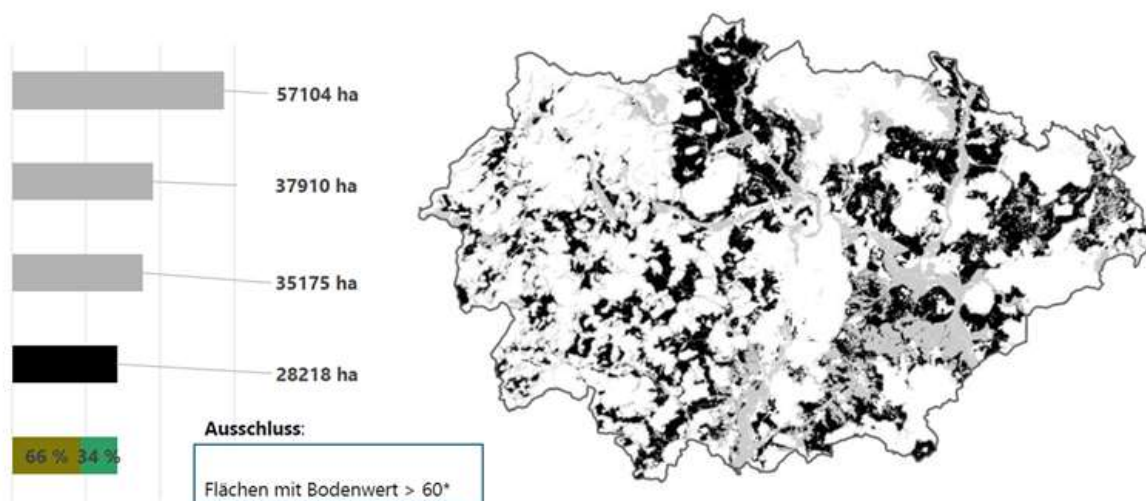 57104 ha
37910 ha
35175 ha
28218 ha
66 % 34 %
Ausschluss:
Flächen mit Bodenwert > 60*